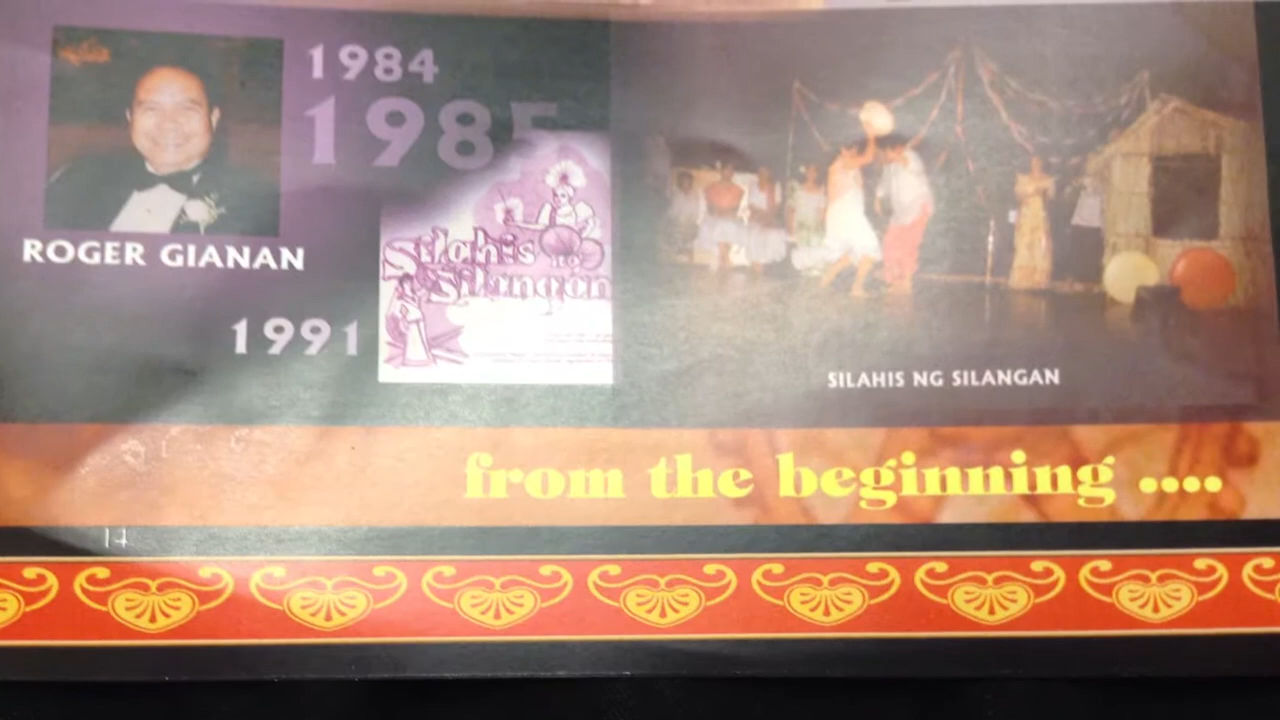 1984
1985
ROGER GIANAN
Silahis
ng
Silangan
1991
SILAHIS NG SILANGAN
from the beginning ....
14